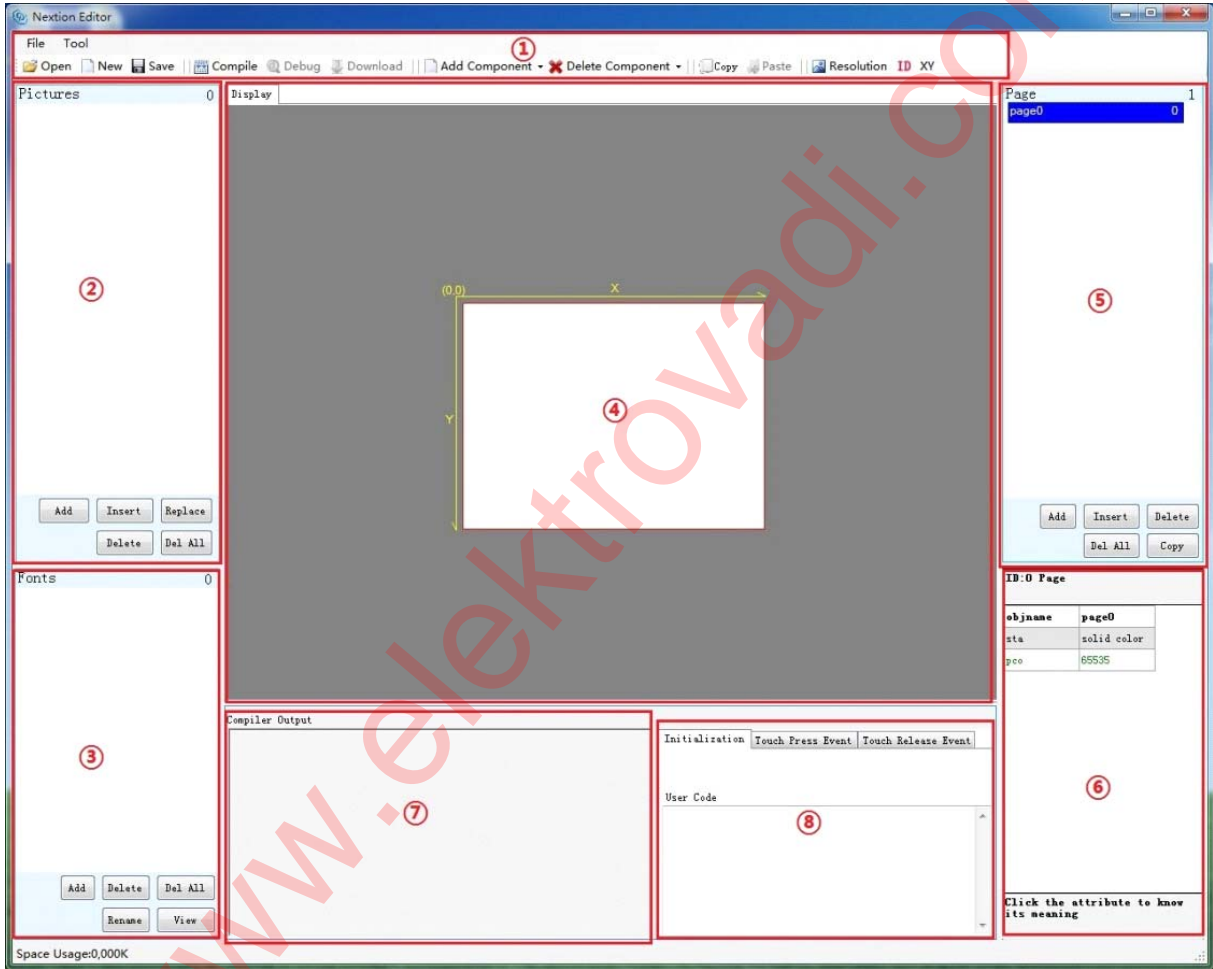 Nextion Editor
File Tool
①
Open New Save Compile Debug Download Add Component Delete Component Copy Paste Resolution ID XY
Pictures 0
②
Add Insert Replace
Delete Del All
Fonts 0
③
Add Delete Del All
Rename View
Display
(0,0) X
Y
④
Page 1
page0 0
⑤
Add Insert Delete
Del All Copy
ID:0 Page
objname page0
sta solid color
pco 65535
⑥
Click the attribute to know
its meaning
Compiler Output
⑦
Initialization Touch Press Event Touch Release Event
User Code
⑧
Space Usage:0,000K
www.elektrovadi.com